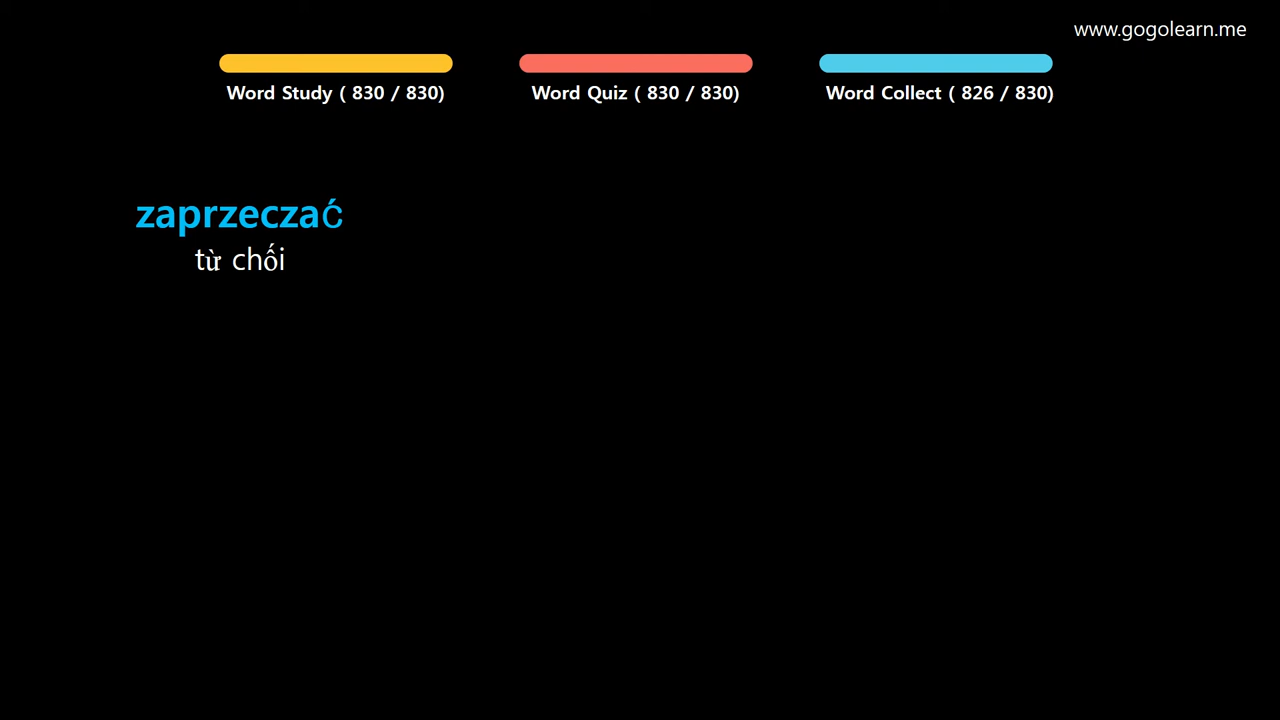 www.gogolearn.me
Word Study ( 830 / 830)
Word Quiz ( 830 / 830)
Word Collect ( 826 / 830)
zaprzeczać
từ chối